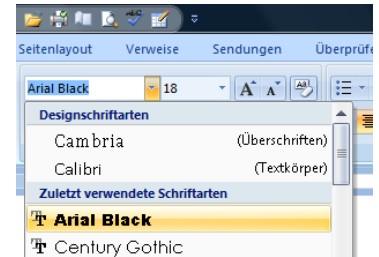 Seitenlayout Verweise Sendungen Überprüfe
Arial Black 18 A A Aa
Designschriftarten
Cambria (Überschriften)
Calibri (Textkörper)
Zuletzt verwendete Schriftarten
Arial Black
Century Gothic